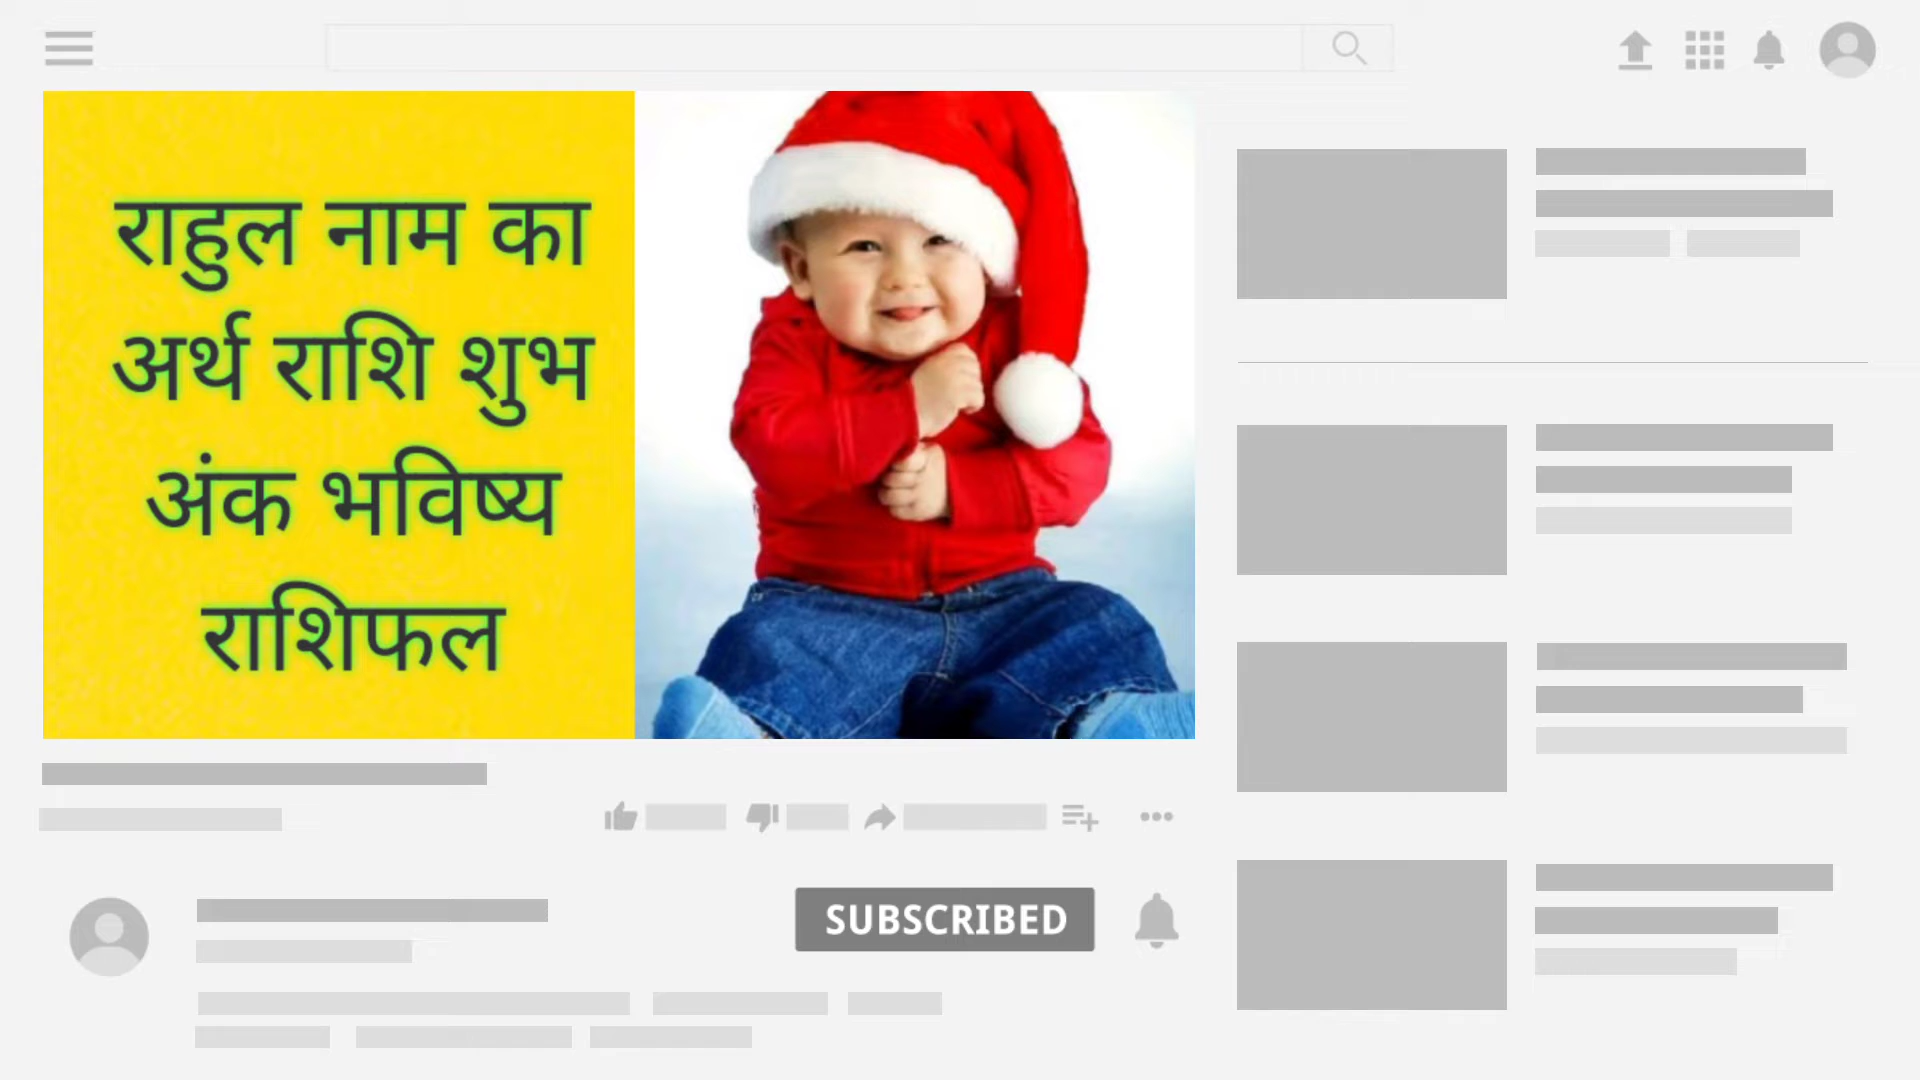 राहुल नाम का
अर्थ राशि शुभ
अंक भविष्य
राशिफल
SUBSCRIBED